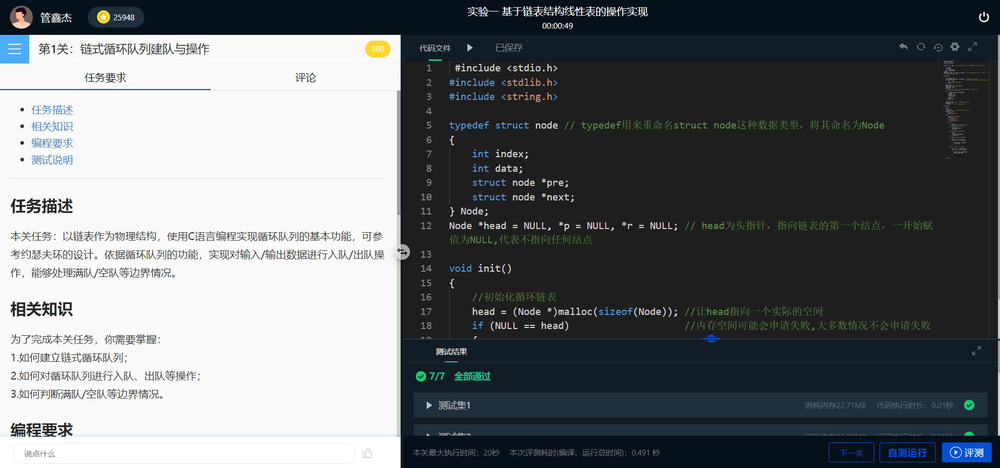 管鑫杰
25948
实验一 基于链表结构线性表的操作实现
00:00:49
第1关：链式循环队列建队与操作
300
任务要求
评论
任务描述
相关知识
编程要求
测试说明
任务描述
本关任务：以链表作为物理结构，使用C语言编程实现循环队列的基本功能，可参
考约瑟夫环的设计。依据循环队列的功能，实现对输入/输出数据进行入队/出队操
作，能够处理满队/空队等边界情况。
相关知识
为了完成本关任务，你需要掌握：
1.如何建立链式循环队列；
2.如何对循环队列进行入队、出队等操作；
3.如何判断满队/空队等边界情况。
编程要求
说点什么
代码文件
已保存
1 #include <stdio.h>
2 #include <stdlib.h>
3 #include <string.h>
4
5 typedef struct node // typedef用来重命名struct node这种数据类型，将其命名为Node
6 {
7 int index;
8 int data;
9 struct node *pre;
10 struct node *next;
11 } Node;
12 Node *head = NULL, *p = NULL, *r = NULL; // head为头指针，指向链表的第一个结点，一开始赋
值为NULL,代表不指向任何结点
13
14 void init()
15 {
16 //初始化循环链表
17 head = (Node *)malloc(sizeof(Node)); //让head指向一个实际的空间
18 if (NULL == head) //内存空间可能会申请失败,大多数情况不会申请失败
19 {
测试结果
7/7 全部通过
测试集1
消耗内存22.71MB 代码执行时长：0.01秒
测试集2
消耗内存22.71MB 代码执行时长：0.01秒
本关最大执行时间：20秒 本次评测耗时(编译、运行总时间)：0.491 秒
下一关
自测运行
评测